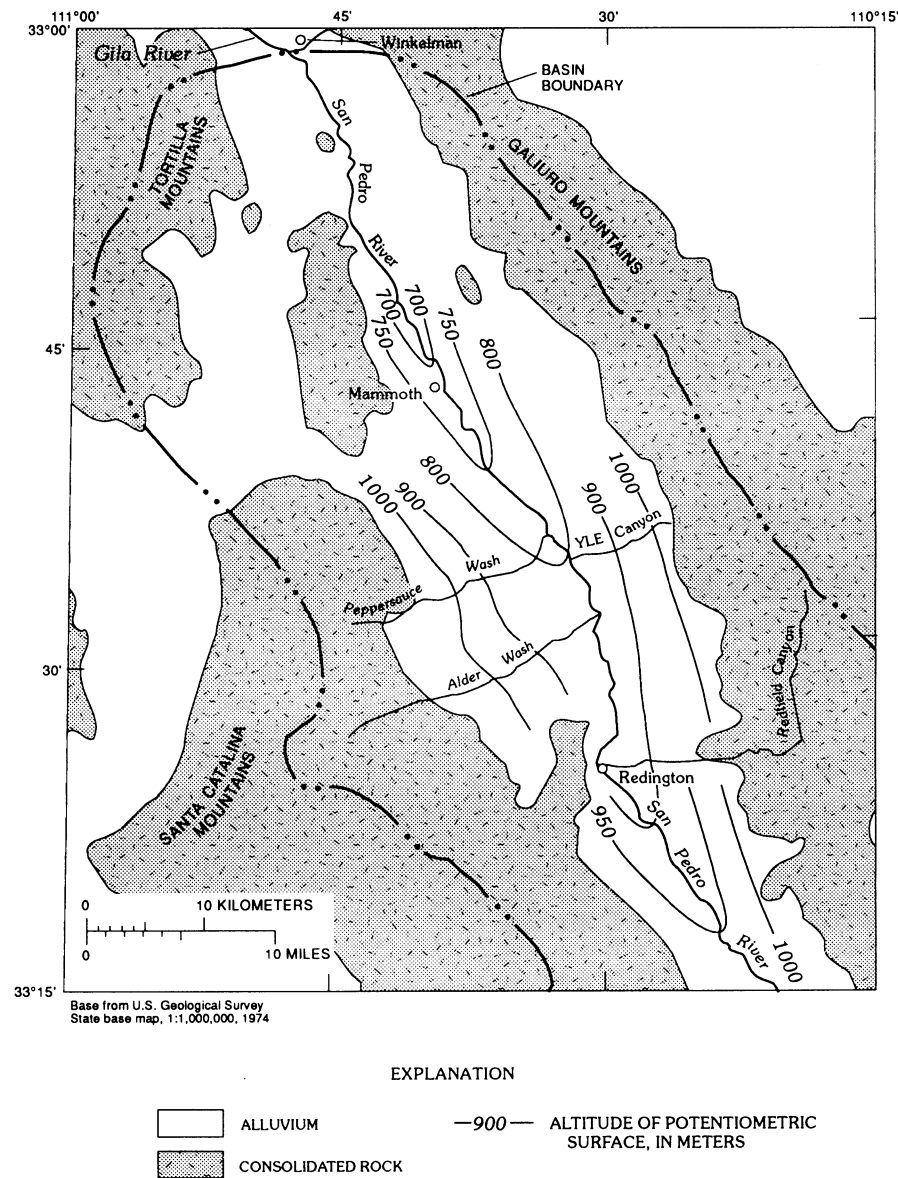 111°00'
45'
30'
110°15'
33°00'
Gila River
Winkelman
BASIN
BOUNDARY
San
Pedro
River
TORTILLA
MOUNTAINS
GALIURO MOUNTAINS
700
700
750
750
800
45'
Mammoth
800
900
1000
900
1000
YLE Canyon
Peppersauce Wash
Alder Wash
30'
Redfield Canyon
SANTA CATALINA
MOUNTAINS
Redington
950
San
Pedro
River
1000
0 10 KILOMETERS
0 10 MILES
33°15'
Base from U.S. Geological Survey
State base map, 1:1,000,000, 1974
EXPLANATION
ALLUVIUM
—900— ALTITUDE OF POTENTIOMETRIC
SURFACE, IN METERS
CONSOLIDATED ROCK